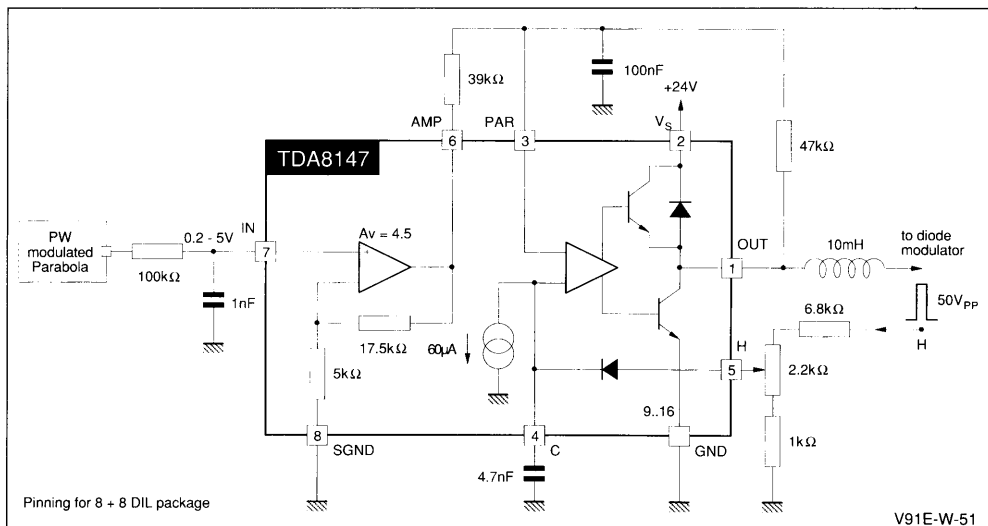 100nF
+24V
39kΩ
AMP
PAR
VS
6
3
2
47kΩ
TDA8147
PW
modulated
Parabola
IN
0.2 - 5V
7
Av = 4.5
+
OUT
1
10mH
to diode
modulator
100kΩ
1nF
17.5kΩ
60µA
50VPP
6.8kΩ
H
H
5
2.2kΩ
5kΩ
9..16
1kΩ
8
SGND
4
C
GND
4.7nF
Pinning for 8 + 8 DIL package
V91E-W-51